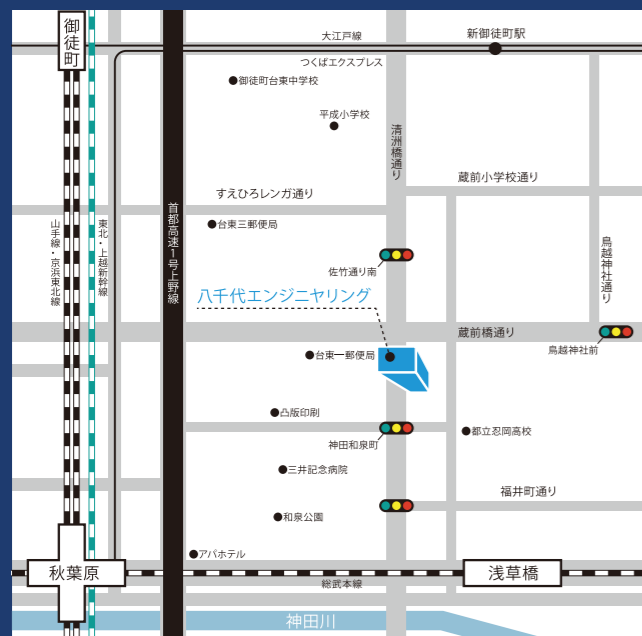 御徒町
大江戸線
新御徒町駅
つくばエクスプレス
御徒町台東中学校
平成小学校
清洲橋通り
蔵前小学校通り
すえひろレンガ通り
首都高速1号上野線
台東三郵便局
山手線・京浜東北線
東北・上越新幹線
鳥越神社通り
佐竹通り南
八千代エンジニヤリング
蔵前橋通り
鳥越神社前
台東一郵便局
凸版印刷
神田和泉町
都立忍岡高校
三井記念病院
福井町通り
和泉公園
アパホテル
秋葉原
浅草橋
総武本線
神田川